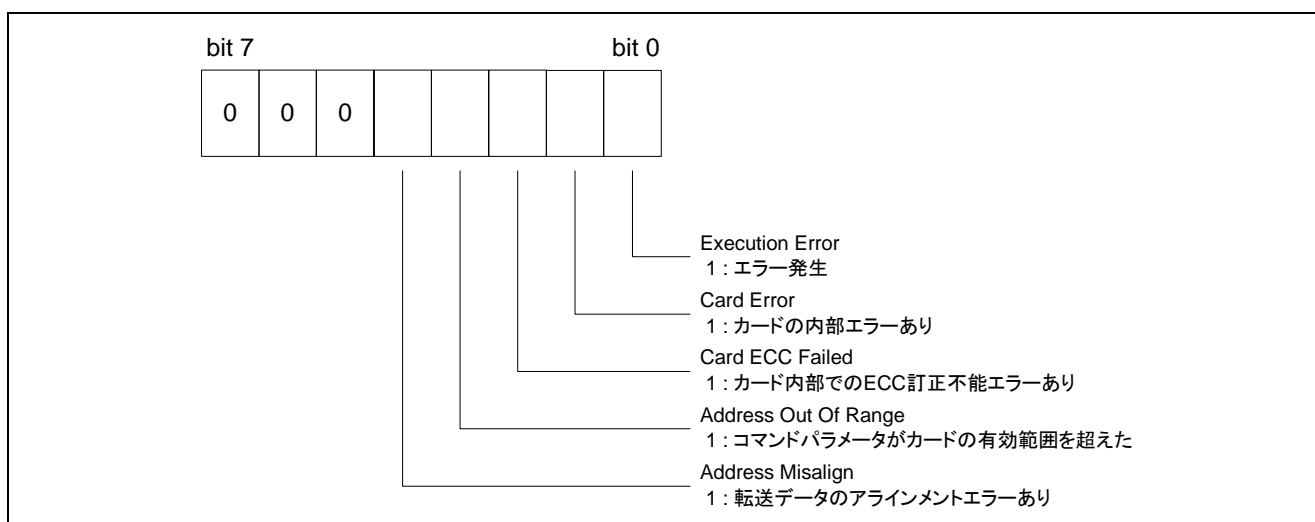 bit 7 bit 0
0 0 0
Execution Error
1 : エラー発生
Card Error
1 : カードの内部エラーあり
Card ECC Failed
1 : カード内部でのECC訂正不能エラーあり
Address Out Of Range
1 : コマンドパラメータがカードの有効範囲を超えた
Address Misalign
1 : 転送データのアラインメントエラーあり